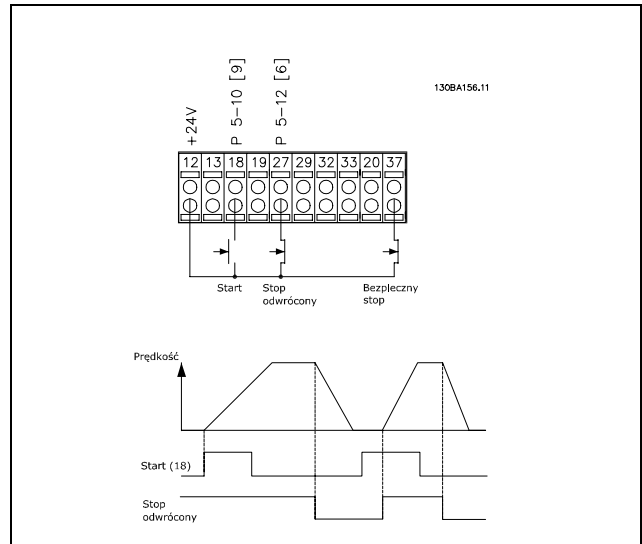 130BA156.11
+24V
P 5-10 [9]
P 5-12 [6]
12 13 18 19 27 29 32 33 20 37
Start
Stop
odwrócony
Bezpieczny
stop
Prędkość
Start (18)
Stop
odwrócony